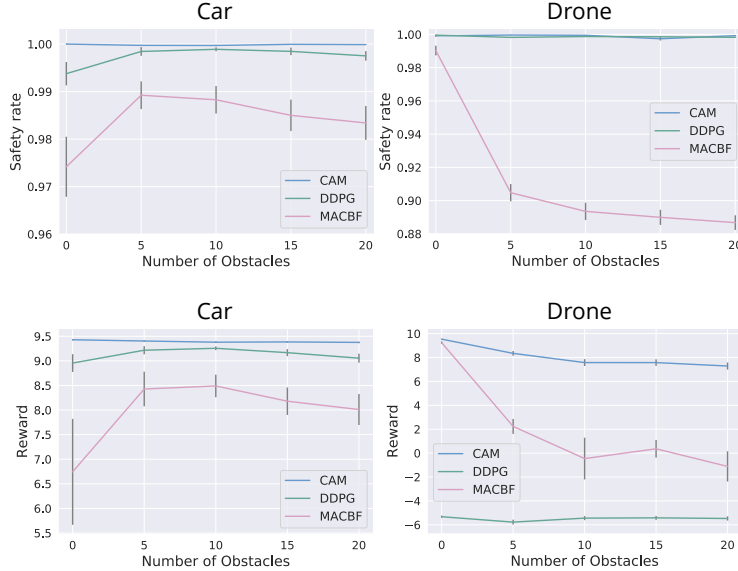 Car
1.00
0.99
0.98
0.97
0.96
Safety rate
CAM
DDPG
MACBF
0 5 10 15 20
Number of Obstacles
Drone
1.00
0.98
0.96
0.94
0.92
0.90
0.88
Safety rate
CAM
DDPG
MACBF
0 5 10 15 20
Number of Obstacles
Car
9.5
9.0
8.5
8.0
7.5
7.0
6.5
6.0
5.5
Reward
CAM
DDPG
MACBF
0 5 10 15 20
Number of Obstacles
Drone
10
8
6
4
2
0
−2
−4
−6
Reward
CAM
DDPG
MACBF
0 5 10 15 20
Number of Obstacles